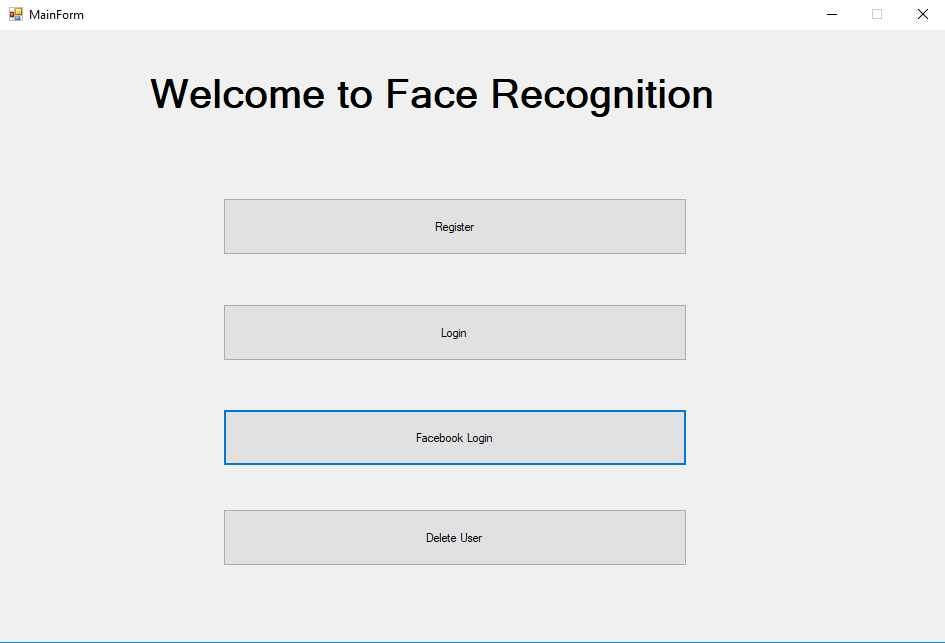 MainForm
Welcome to Face Recognition
Register
Login
Facebook Login
Delete User